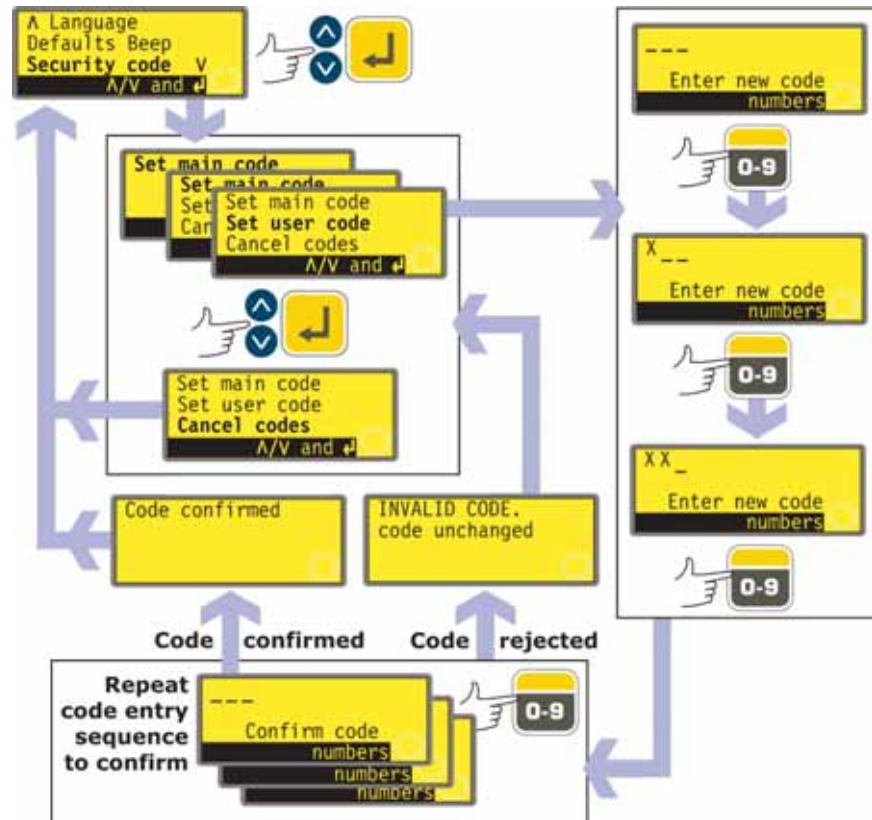 Λ Language
Defaults Beep
Security code V
Λ/V and ↵
Set main code
Set main code
Set
Can
Set main code
Set user code
Cancel codes
Λ/V and ↵
Set main code
Set user code
Cancel codes
Λ/V and ↵
_ _ _
Enter new code
numbers
0-9
X _ _
Enter new code
numbers
0-9
X X _
Enter new code
numbers
0-9
Code confirmed
INVALID CODE.
code unchanged
Code confirmed
Code rejected
Repeat
code entry
sequence
to confirm
_ _ _
Confirm code
numbers
numbers
numbers
0-9